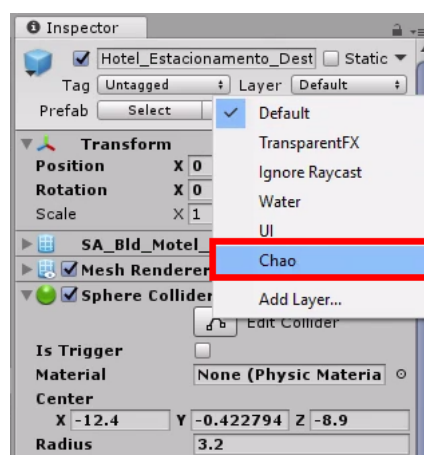 Inspector
Hotel_Estacionamento_Dest Static
Tag Untagged Layer Default
Prefab Select
Default
TransparentFX
Ignore Raycast
Water
UI
Chao
Add Layer...
Transform
Position X 0
Rotation X 0
Scale X 1
SA_Bld_Motel_
Mesh Renderer
Sphere Collider
Edit Collider
Is Trigger
Material None (Physic Materia
Center
X -12.4 Y -0.422794 Z -8.9
Radius 3.2